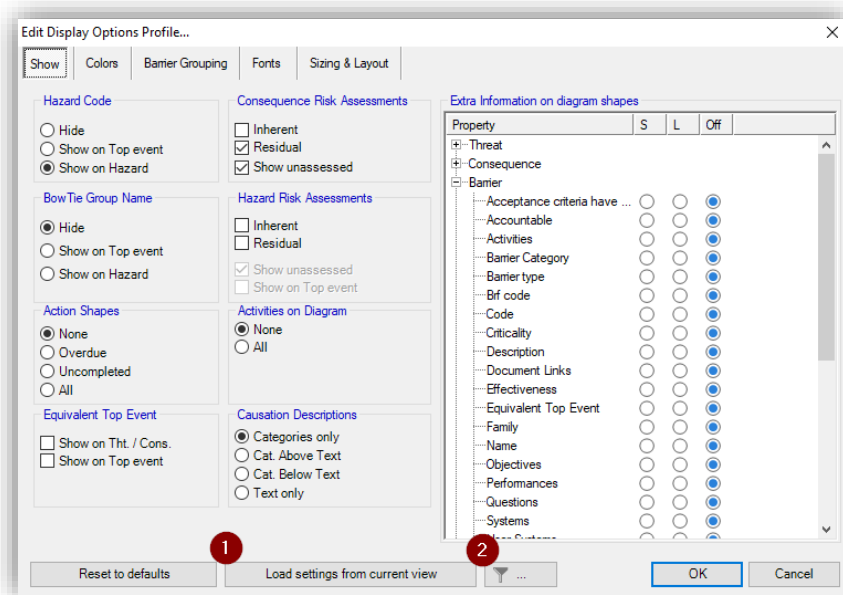 Edit Display Options Profile...
Show
Colors
Barrier Grouping
Fonts
Sizing & Layout
Hazard Code
Hide
Show on Top event
Show on Hazard
BowTie Group Name
Hide
Show on Top event
Show on Hazard
Action Shapes
None
Overdue
Uncompleted
All
Equivalent Top Event
Show on Tht. / Cons.
Show on Top event
Consequence Risk Assessments
Inherent
Residual
Show unassessed
Hazard Risk Assessments
Inherent
Residual
Show unassessed
Show on Top event
Activities on Diagram
None
All
Causation Descriptions
Categories only
Cat. Above Text
Cat. Below Text
Text only
Extra Information on diagram shapes
Property S L Off
Threat
Consequence
Barrier
Acceptance criteria have ...
Accountable
Activities
Barrier Category
Barrier type
Brf code
Code
Criticality
Description
Document Links
Effectiveness
Equivalent Top Event
Family
Name
Objectives
Performances
Questions
Systems
1
2
Reset to defaults
Load settings from current view
...
OK
Cancel